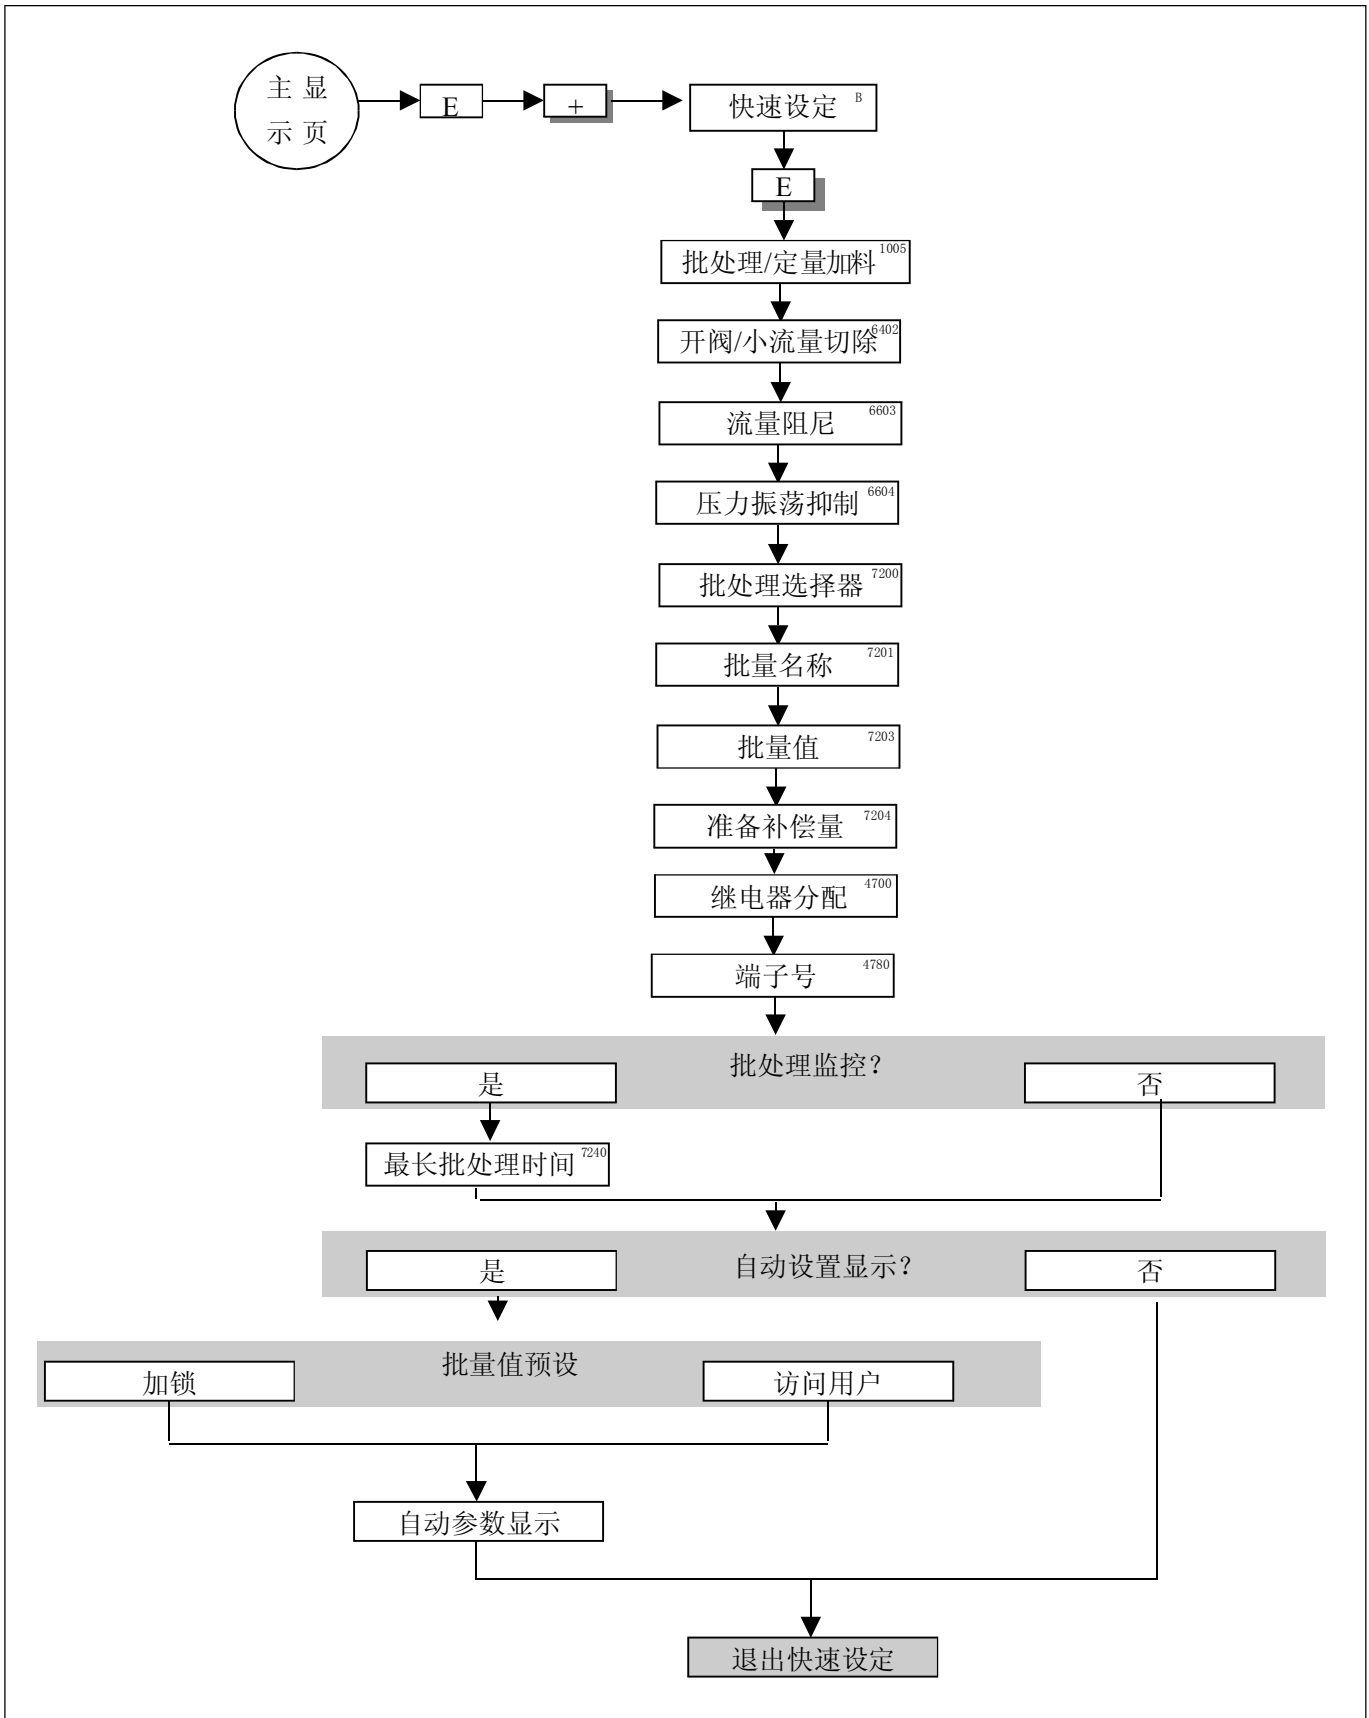 主 显
示 页
E
+
快速设定 B
E
批处理/定量加料 1005
开阀/小流量切除 6402
流量阻尼 6603
压力振荡抑制 6604
批处理选择器 7200
批量名称 7201
批量值 7203
准备补偿量 7204
继电器分配 4700
端子号 4780
批处理监控?
是
否
最长批处理时间 7240
自动设置显示?
是
否
批量值预设
加锁
访问用户
自动参数显示
退出快速设定